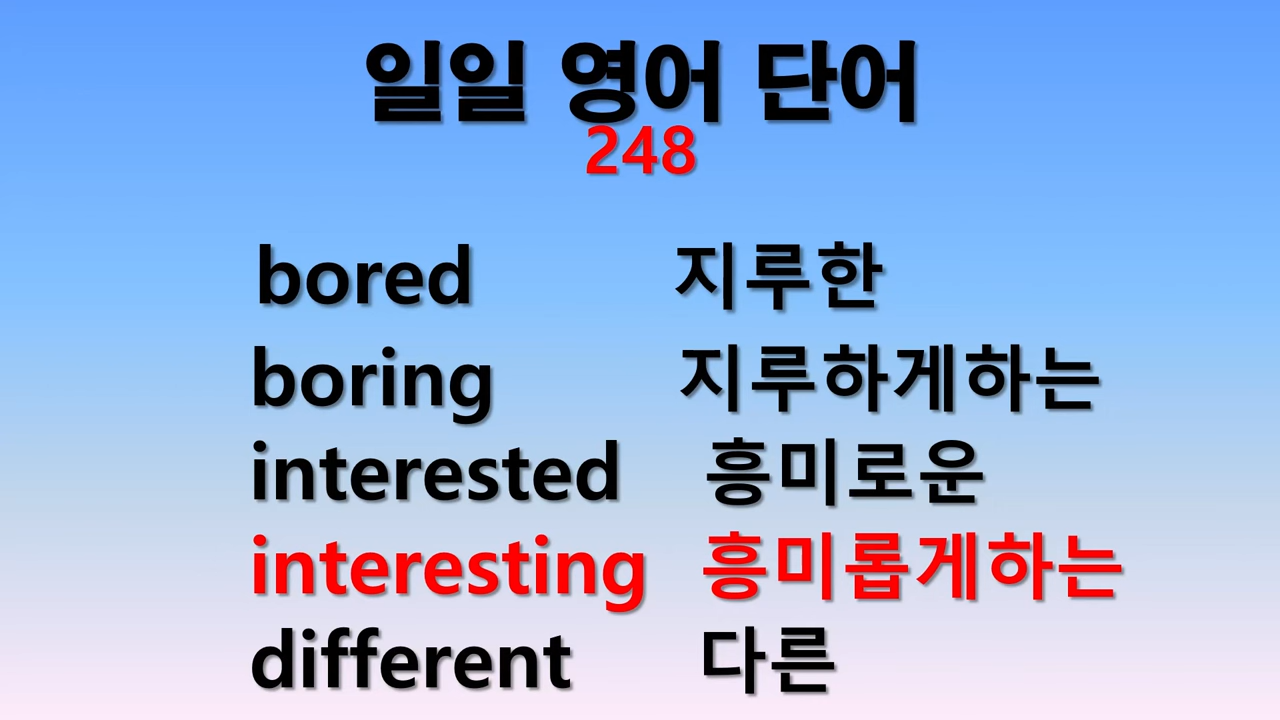 일일 영어 단어
248
bored 지루한
boring 지루하게하는
interested 흥미로운
interesting 흥미롭게하는
different 다른